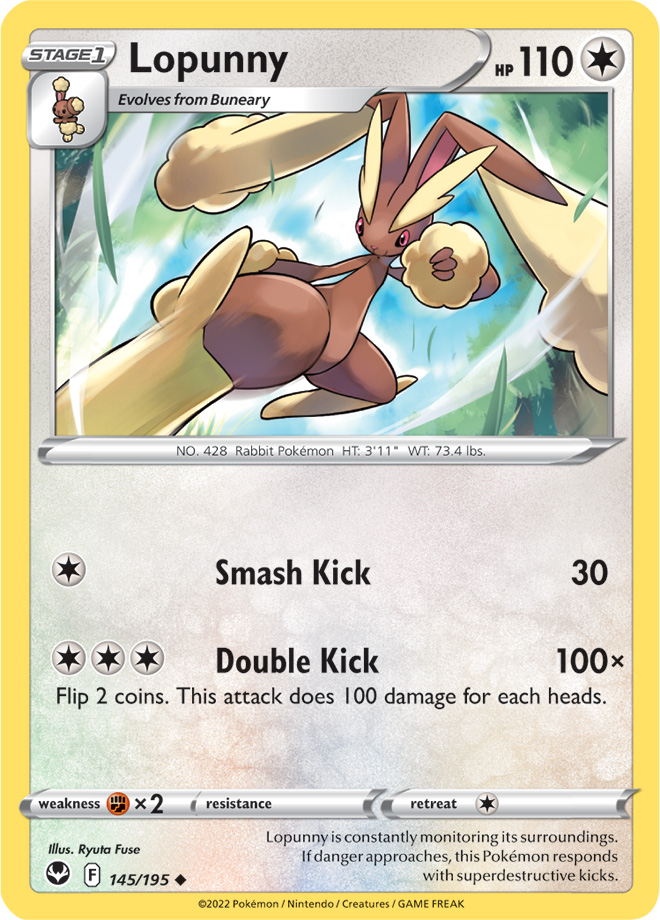 STAGE 1
Lopunny
HP 110
Evolves from Buneary
NO. 428 Rabbit Pokémon HT: 3'11" WT: 73.4 lbs.
Smash Kick 30
Double Kick 100×
Flip 2 coins. This attack does 100 damage for each heads.
weakness ×2 resistance retreat
Illus. Ryuta Fuse
Lopunny is constantly monitoring its surroundings.
If danger approaches, this Pokémon responds
with superdestructive kicks.
F 145/195
©2022 Pokémon / Nintendo / Creatures / GAME FREAK